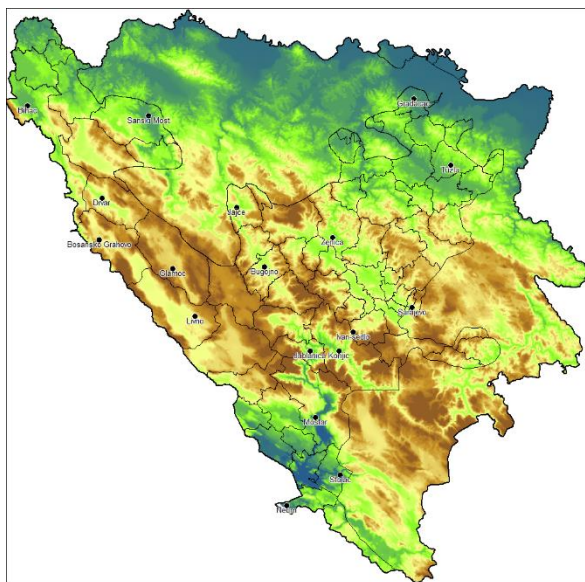 Gradačac
Bihać
Sanski Most
Tuzla
Drvar
Jajce
Zenica
Bosansko Grahovo
Bugojno
Glamoc
Sarajevo
Livno
Ivan-sedlo
Jablanica Konjic
Mostar
Stolac
Neum